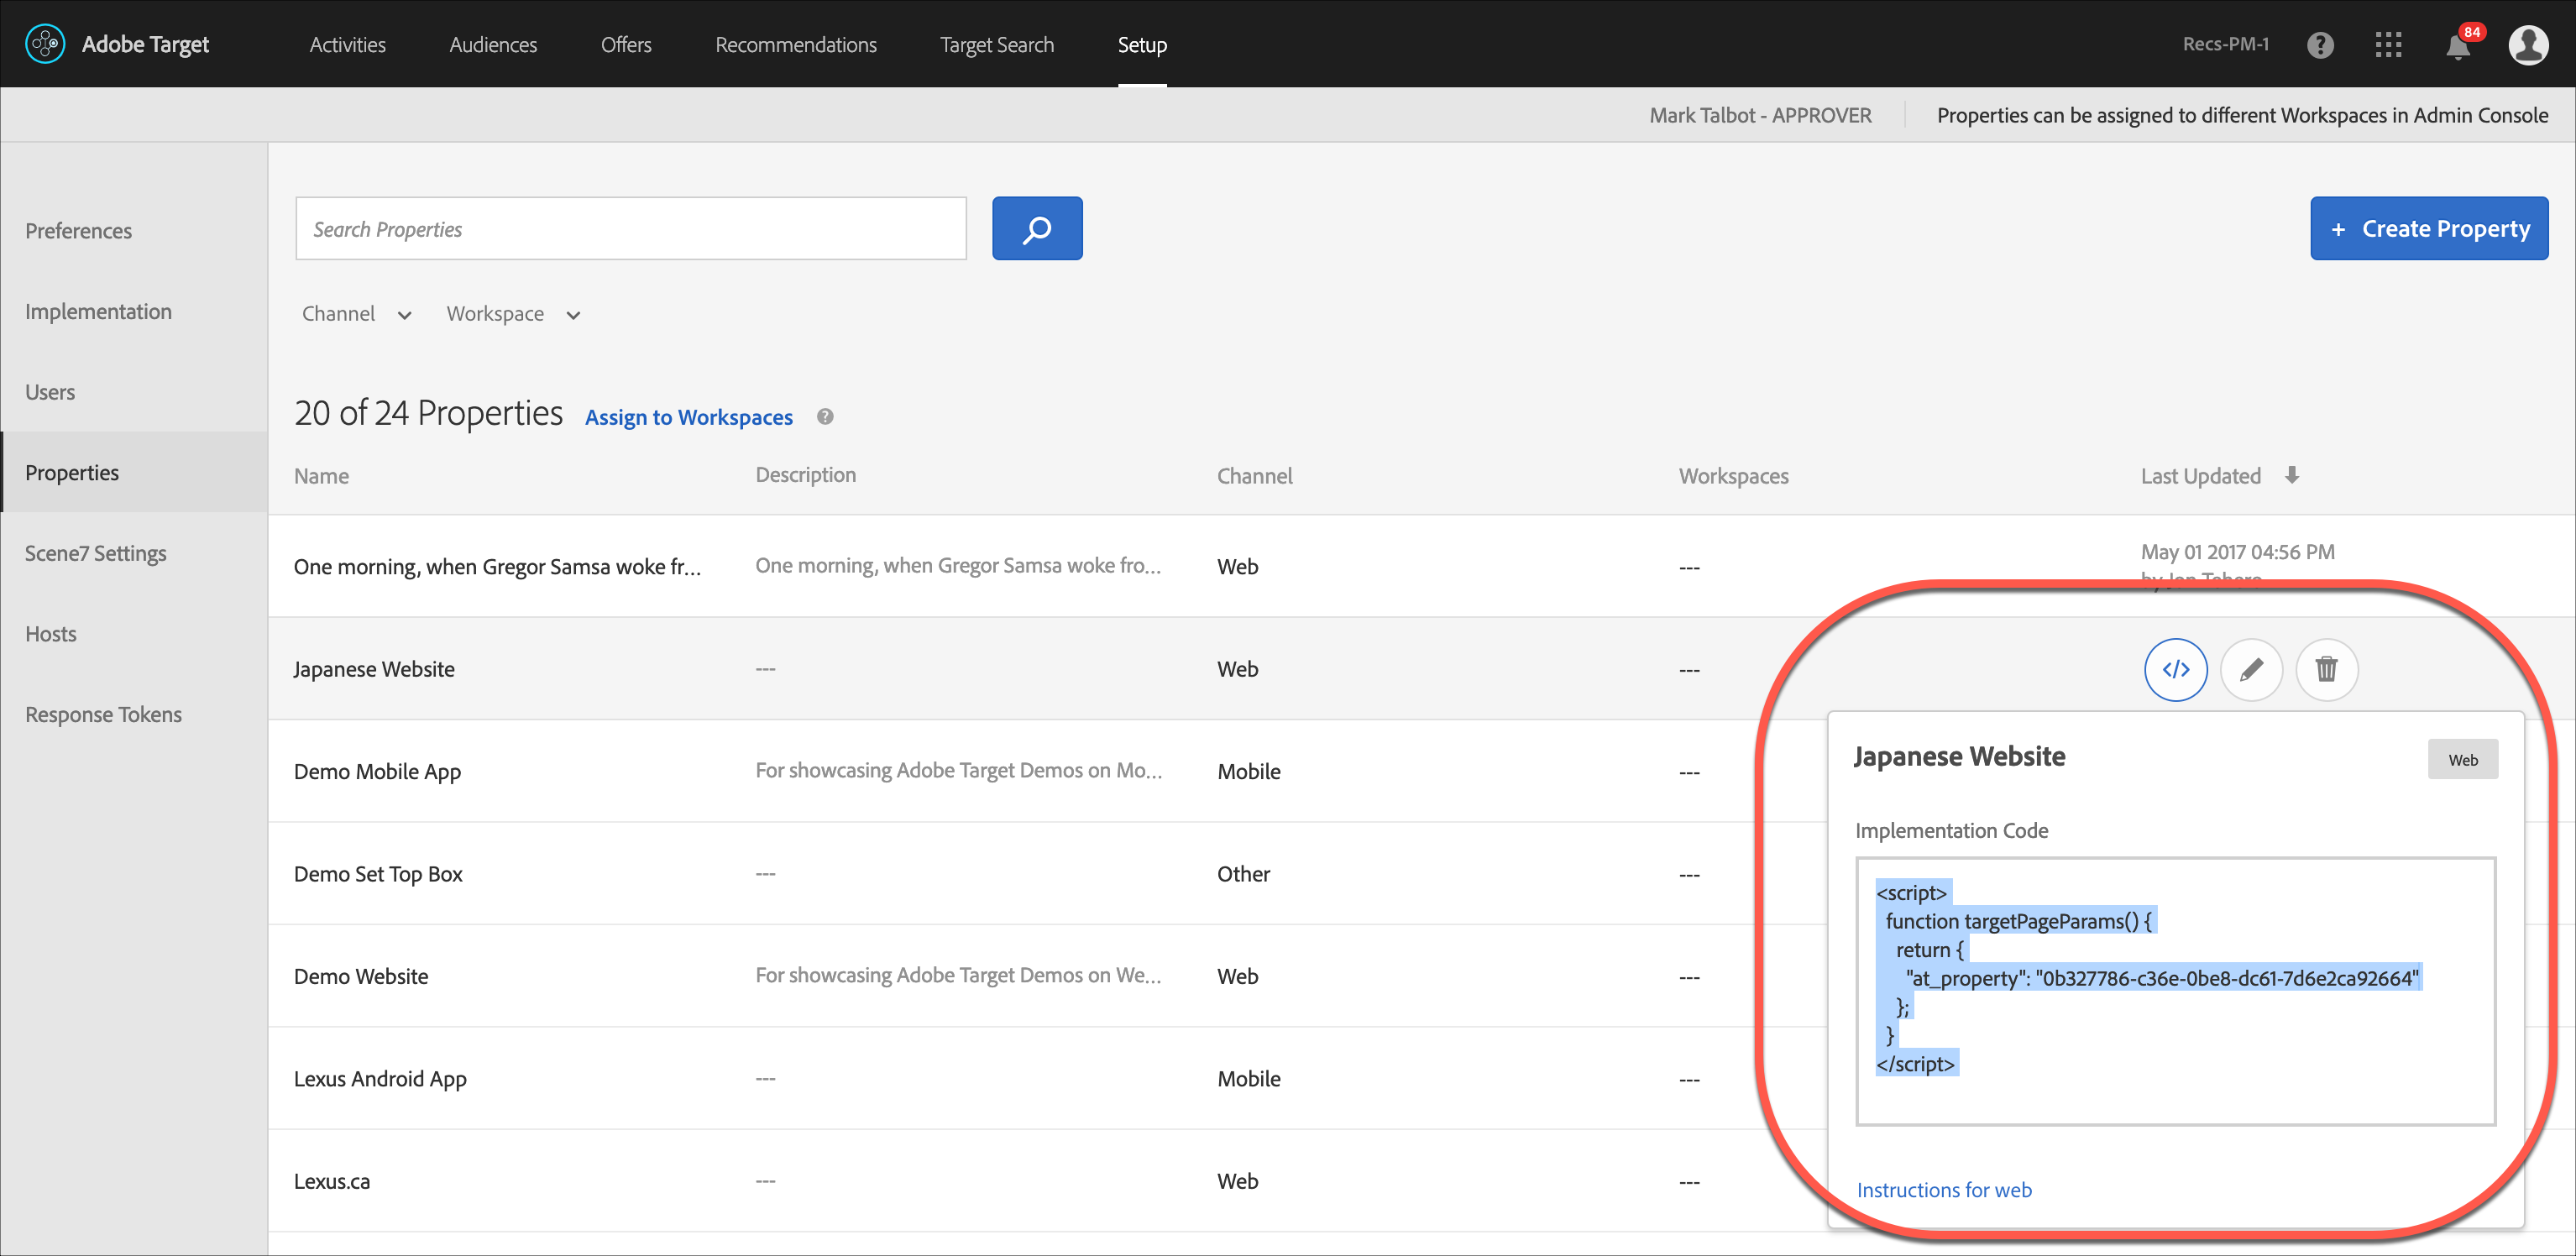 Adobe Target
Activities
Audiences
Offers
Recommendations
Target Search
Setup
Recs-PM-1
84
Mark Talbot - APPROVER
Properties can be assigned to different Workspaces in Admin Console
Preferences
Implementation
Users
Properties
Scene7 Settings
Hosts
Response Tokens
Search Properties
+ Create Property
Channel
Workspace
20 of 24 Properties
Assign to Workspaces
Name
Description
Channel
Workspaces
Last Updated
One morning, when Gregor Samsa woke fr...
One morning, when Gregor Samsa woke fro...
Web
---
May 01 2017 04:56 PM
Japanese Website
---
Web
---
</>
Demo Mobile App
For showcasing Adobe Target Demos on Mo...
Mobile
---
Demo Set Top Box
---
Other
---
Demo Website
For showcasing Adobe Target Demos on We...
Web
---
Lexus Android App
---
Mobile
---
Lexus.ca
---
Web
---
Japanese Website
Web
Implementation Code
<script>
function targetPageParams() {
return {
"at_property": "0b327786-c36e-0be8-dc61-7d6e2ca92664"
};
}
</script>
Instructions for web